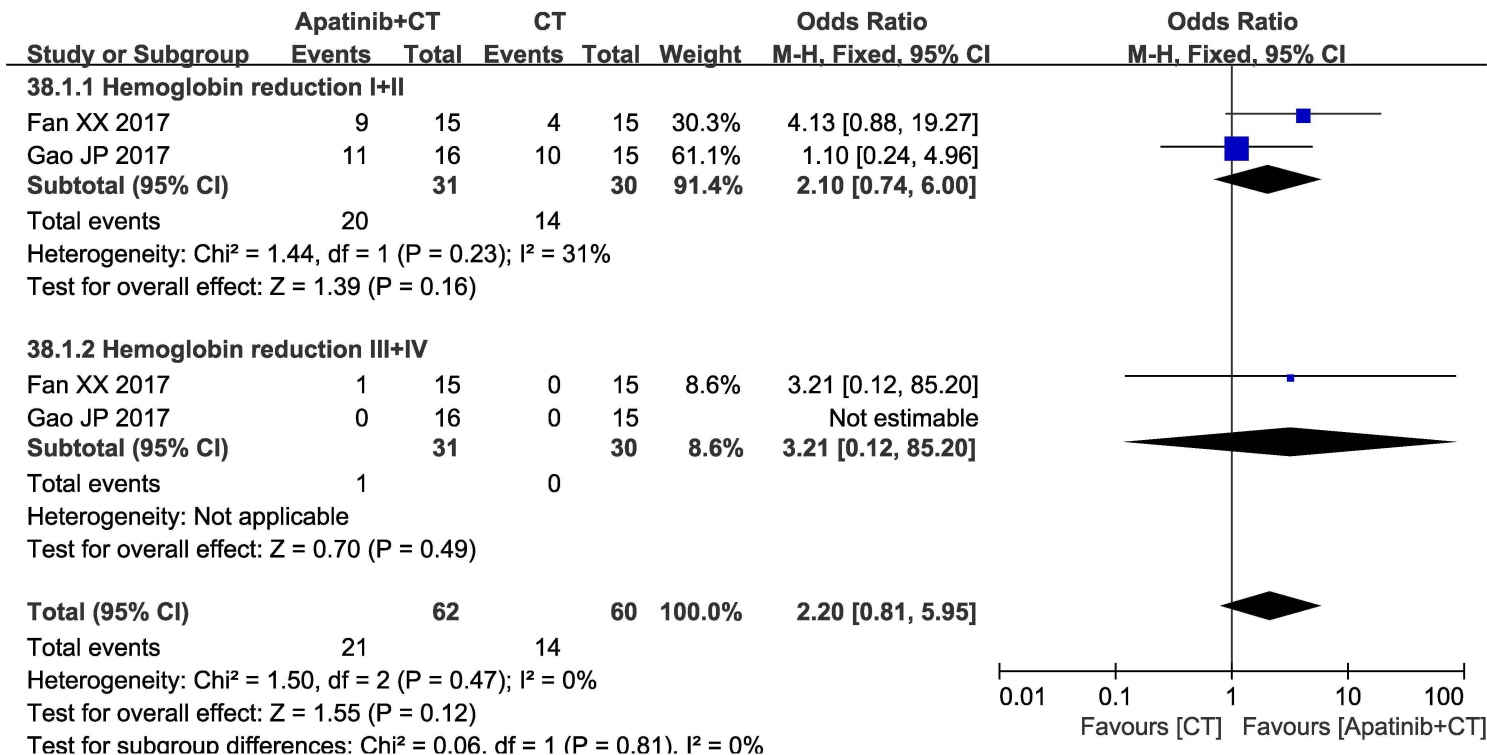 Apatinib+CT CT Odds Ratio Odds Ratio
Study or Subgroup Events Total Events Total Weight M-H, Fixed, 95% CI M-H, Fixed, 95% CI
38.1.1 Hemoglobin reduction I+II
Fan XX 2017 9 15 4 15 30.3% 4.13 [0.88, 19.27]
Gao JP 2017 11 16 10 15 61.1% 1.10 [0.24, 4.96]
Subtotal (95% CI) 31 30 91.4% 2.10 [0.74, 6.00]
Total events 20 14
Heterogeneity: Chi² = 1.44, df = 1 (P = 0.23); I² = 31%
Test for overall effect: Z = 1.39 (P = 0.16)
38.1.2 Hemoglobin reduction III+IV
Fan XX 2017 1 15 0 15 8.6% 3.21 [0.12, 85.20]
Gao JP 2017 0 16 0 15 Not estimable
Subtotal (95% CI) 31 30 8.6% 3.21 [0.12, 85.20]
Total events 1 0
Heterogeneity: Not applicable
Test for overall effect: Z = 0.70 (P = 0.49)
Total (95% CI) 62 60 100.0% 2.20 [0.81, 5.95]
Total events 21 14
Heterogeneity: Chi² = 1.50, df = 2 (P = 0.47); I² = 0%
Test for overall effect: Z = 1.55 (P = 0.12)
Test for subgroup differences: Chi² = 0.06, df = 1 (P = 0.81), I² = 0%
0.01 0.1 1 10 100
Favours [CT] Favours [Apatinib+CT]